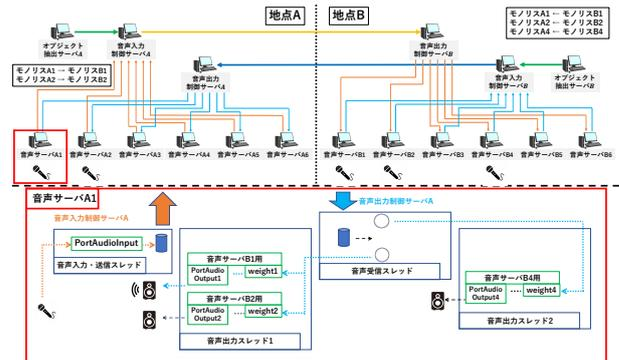 地点A
地点B
オブジェクト
抽出サーバA
音声入力
制御サーバA
音声出力
制御サーバB
モノリスA1 ← モノリスB1
モノリスA2 ← モノリスB2
モノリスA4 ← モノリスB4
モノリスA1 → モノリスB1
モノリスA2 → モノリスB2
音声出力
制御サーバA
音声入力
制御サーバB
オブジェクト
抽出サーバB
音声サーバA1
音声サーバA2
音声サーバA3
音声サーバA4
音声サーバA5
音声サーバA6
音声サーバB1
音声サーバB2
音声サーバB3
音声サーバB4
音声サーバB5
音声サーバB6
音声サーバA1
音声入力制御サーバA
音声出力制御サーバA
PortAudioInput
音声入力・送信スレッド
音声サーバB1用
PortAudio
Output1
weight1
音声サーバB2用
PortAudio
Output2
weight2
音声出力スレッド1
音声受信スレッド
音声サーバB4用
PortAudio
Output4
weight4
音声出力スレッド2